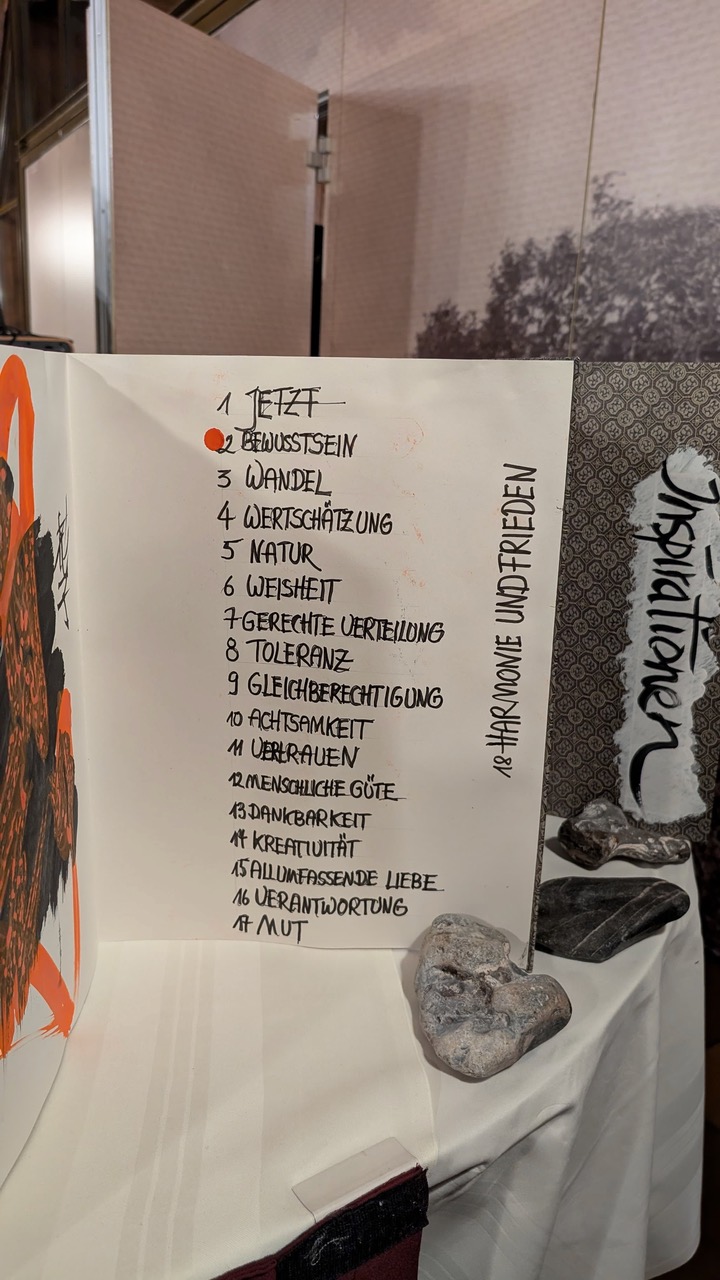 1 JETZT
2 BEWUSSTSEIN
3 WANDEL
4 WERTSCHÄTZUNG
5 NATUR
6 WEISHEIT
7 GERECHTE VERTEILUNG
8 TOLERANZ
9 GLEICHBERECHTIGUNG
10 ACHTSAMKEIT
11 VERTRAUEN
12 MENSCHLICHE GÜTE
13 DANKBARKEIT
14 KREATIVITÄT
15 ALLUMFASSENDE LIEBE
16 VERANTWORTUNG
17 MUT
18 HARMONIE UND FRIEDEN
Inspirationen